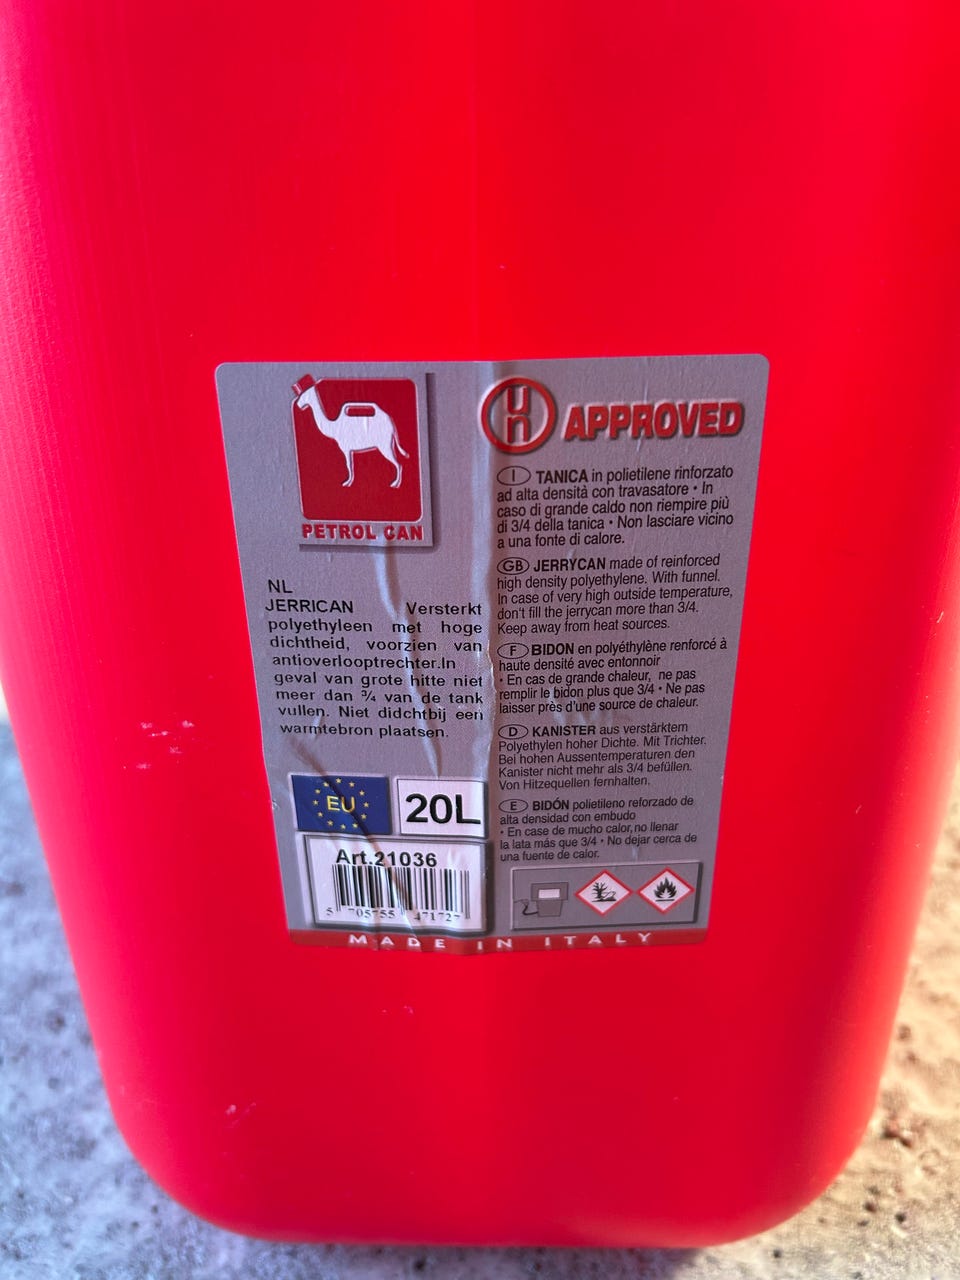 PETROL CAN
NL
JERRICAN Versterkt
polyethyleen met hoge
dichtheid, voorzien van
antioverlooptrechter.In
geval van grote hitte niet
meer dan ¾ van de tank
vullen. Niet didchtbij een
warmtebron plaatsen.
EU
20L
Art.21036
5 705755 471727
un APPROVED
I TANICA in polietilene rinforzato
ad alta densità con travasatore • In
caso di grande caldo non riempire più
di 3/4 della tanica • Non lasciare vicino
a una fonte di calore.
GB JERRYCAN made of reinforced
high density polyethylene. With funnel.
In case of very high outside temperature,
don't fill the jerrycan more than 3/4.
Keep away from heat sources.
F BIDON en polyéthylène renforcé à
haute densité avec entonnoir
• En cas de grande chaleur, ne pas
remplir le bidon plus que 3/4 • Ne pas
laisser près d'une source de chaleur.
D KANISTER aus verstärktem
Polyethylen hoher Dichte. Mit Trichter.
Bei hohen Aussentemperaturen den
Kanister nicht mehr als 3/4 befüllen.
Von Hitzequellen fernhalten.
E BIDÓN polietileno reforzado de
alta densidad con embudo
• En case de mucho calor,no llenar
la lata más que 3/4 • No dejar cerca de
una fuente de calor.
MADE IN ITALY